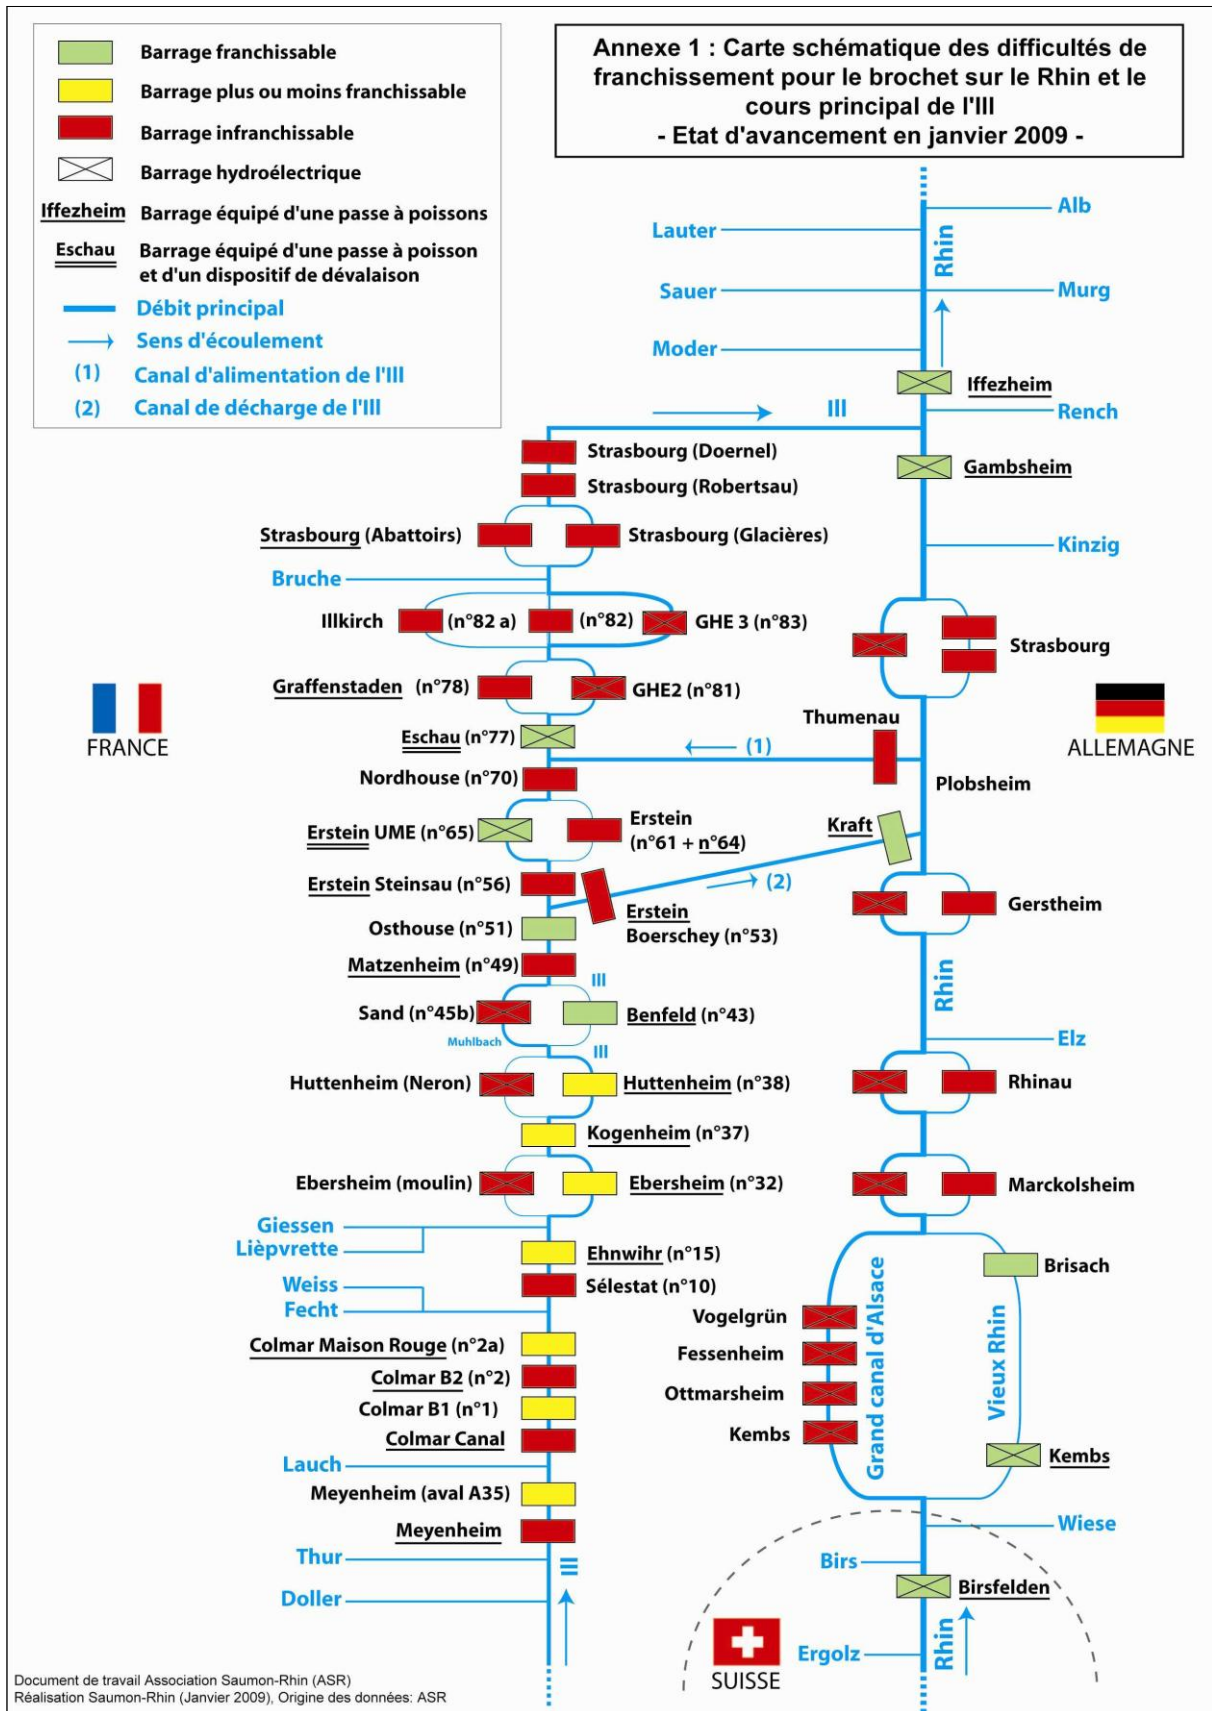 Barrage franchissable
Barrage plus ou moins franchissable
Barrage infranchissable
Barrage hydroélectrique
Iffezheim Barrage équipé d'une passe à poissons
Eschau Barrage équipé d'une passe à poisson
et d'un dispositif de dévalaison
Débit principal
Sens d'écoulement
(1) Canal d'alimentation de l'Ill
(2) Canal de décharge de l'Ill
Annexe 1 : Carte schématique des difficultés de
franchissement pour le brochet sur le Rhin et le
cours principal de l'Ill
- Etat d'avancement en janvier 2009 -
Alb
Lauter
Rhin
Sauer
Murg
Moder
Iffezheim
Ill
Rench
Strasbourg (Doernel)
Gambsheim
Strasbourg (Robertsau)
Strasbourg (Abattoirs)
Strasbourg (Glacières)
Kinzig
Bruche
Illkirch
(n°82 a)
(n°82)
GHE 3 (n°83)
Strasbourg
Graffenstaden (n°78)
GHE2 (n°81)
FRANCE
ALLEMAGNE
Thumenau
Eschau (n°77)
(1)
Nordhouse (n°70)
Plobsheim
Erstein UME (n°65)
Erstein
(n°61 + n°64)
Kraft
Erstein Steinsau (n°56)
(2)
Erstein
Boerschey (n°53)
Gerstheim
Osthouse (n°51)
Matzenheim (n°49)
Ill
Rhin
Sand (n°45b)
Benfeld (n°43)
Muhlbach
Ill
Elz
Huttenheim (Neron)
Huttenheim (n°38)
Rhinau
Kogenheim (n°37)
Ebersheim (moulin)
Ebersheim (n°32)
Marckolsheim
Giessen
Lièpvrette
Ehnwihr (n°15)
Brisach
Weiss
Sélestat (n°10)
Fecht
Vogelgrün
Grand canal d'Alsace
Vieux Rhin
Colmar Maison Rouge (n°2a)
Fessenheim
Colmar B2 (n°2)
Ottmarsheim
Colmar B1 (n°1)
Kembs
Colmar Canal
Kembs
Lauch
Meyenheim (aval A35)
Meyenheim
Wiese
Thur
Ill
Birs
Doller
Birsfelden
Rhin
Ergolz
SUISSE
Document de travail Association Saumon-Rhin (ASR)
Réalisation Saumon-Rhin (Janvier 2009), Origine des données: ASR